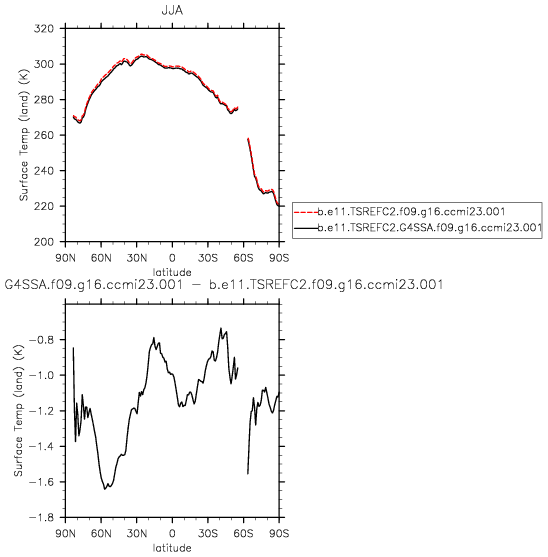 JJA
320
300
280
260
240
220
200
Surface Temp (land) (K)
90N 60N 30N 0 30S 60S 90S
latitude
b.e11.TSREFC2.f09.g16.ccmi23.001
b.e11.TSREFC2.G4SSA.f09.g16.ccmi23.001
G4SSA.f09.g16.ccmi23.001 − b.e11.TSREFC2.f09.g16.ccmi23.001
−0.8
−1.0
−1.2
−1.4
−1.6
−1.8
Surface Temp (land) (K)
90N 60N 30N 0 30S 60S 90S
latitude